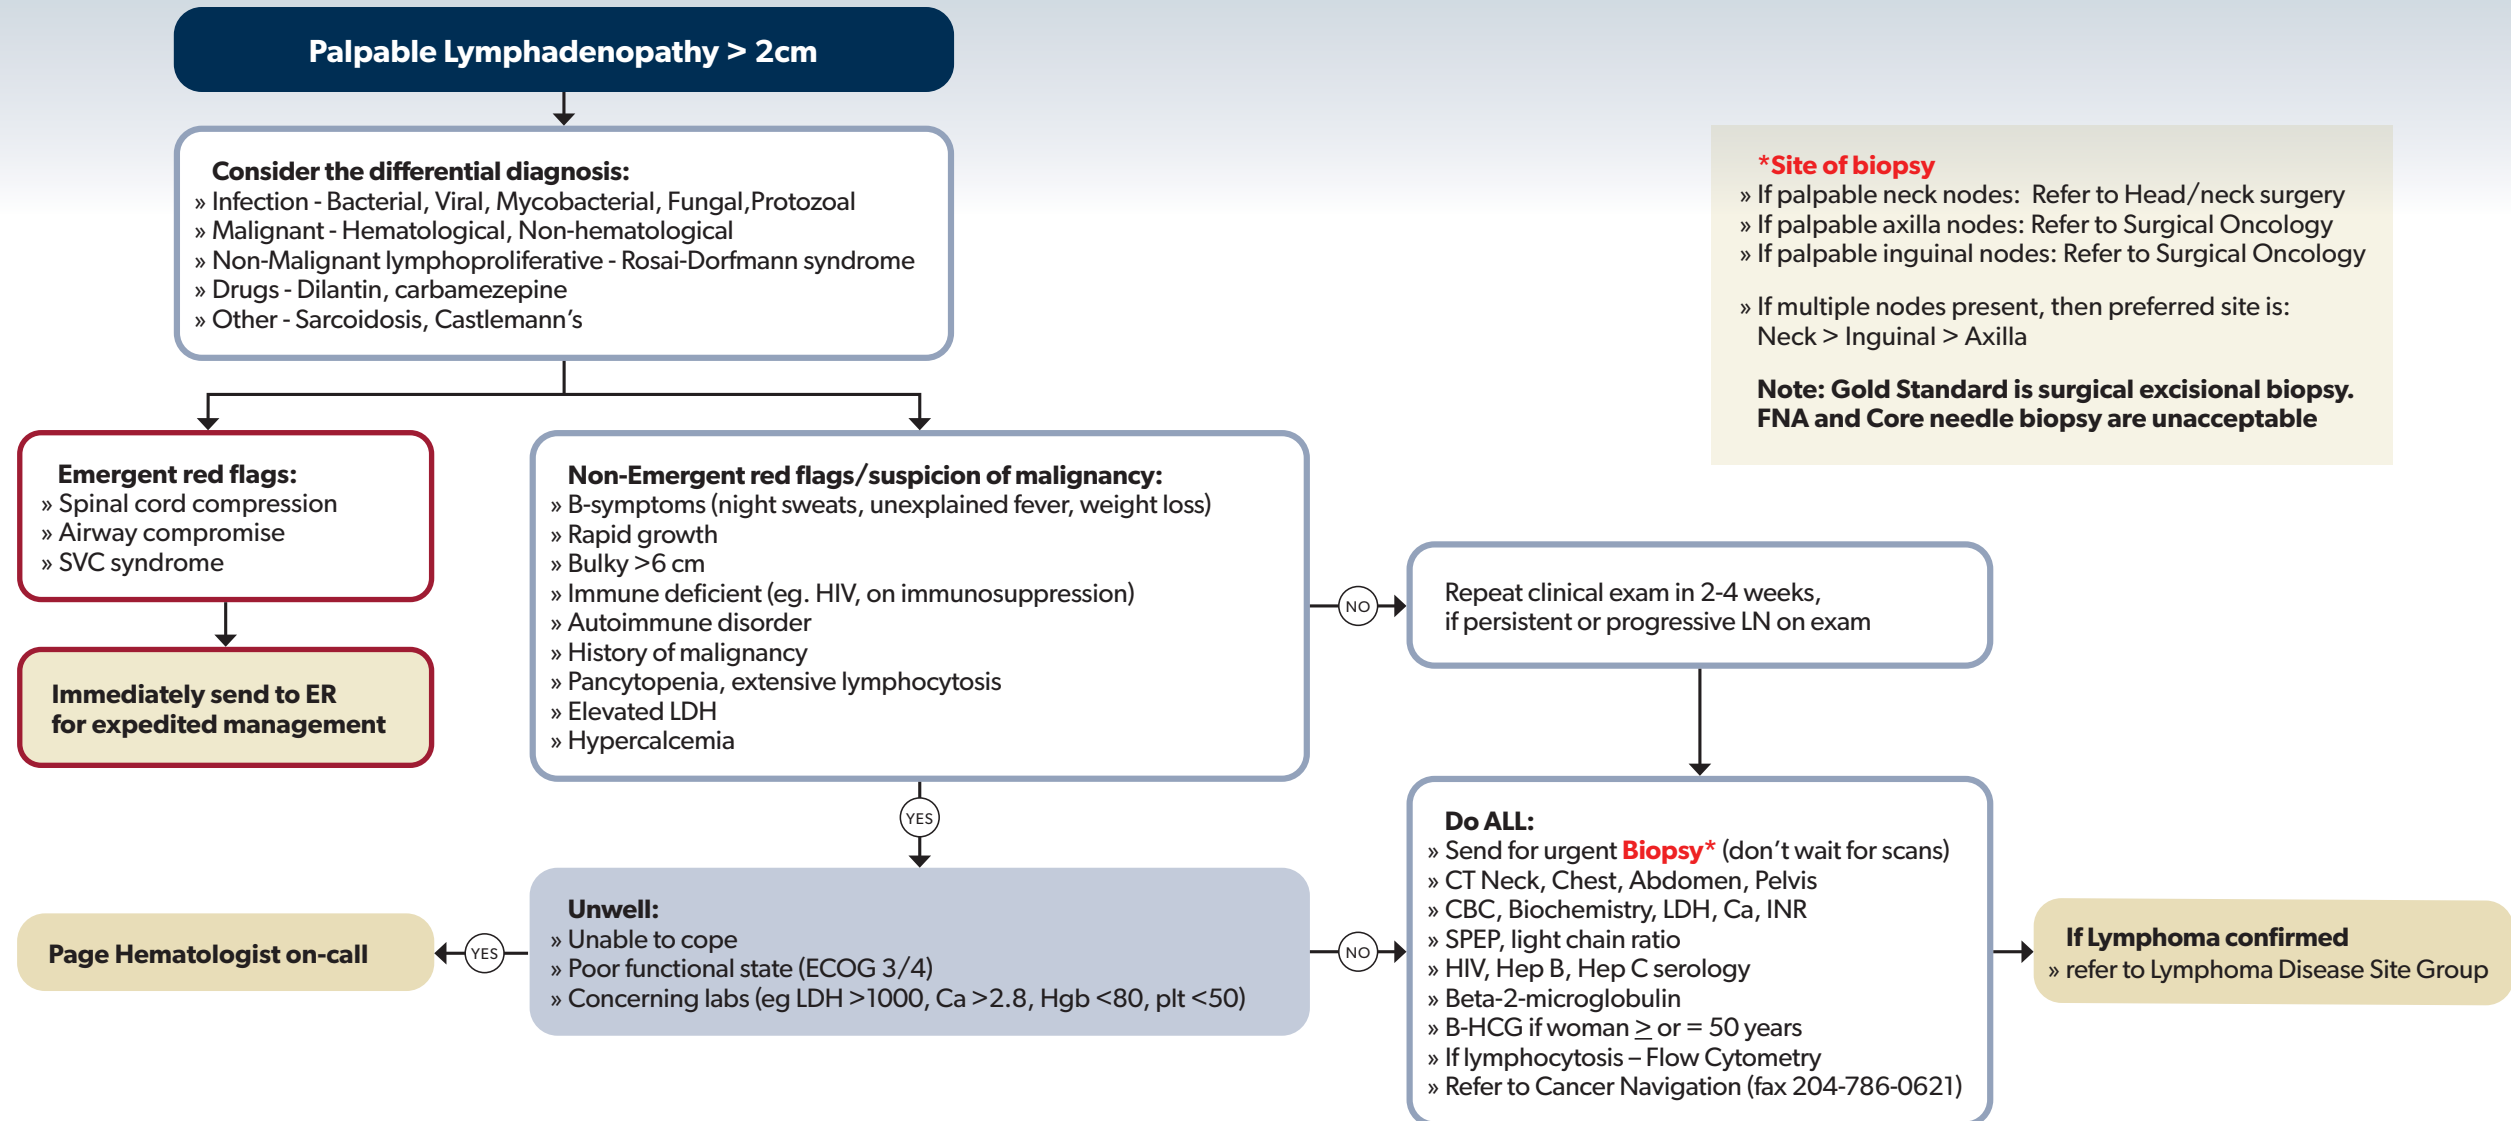 Palpable Lymphadenopathy > 2cm
Consider the differential diagnosis:
» Infection - Bacterial, Viral, Mycobacterial, Fungal,Protozoal
» Malignant - Hematological, Non-hematological
» Non-Malignant lymphoproliferative - Rosai-Dorfmann syndrome
» Drugs - Dilantin, carbamezepine
» Other - Sarcoidosis, Castlemann's
*Site of biopsy
» If palpable neck nodes: Refer to Head/neck surgery
» If palpable axilla nodes: Refer to Surgical Oncology
» If palpable inguinal nodes: Refer to Surgical Oncology
» If multiple nodes present, then preferred site is:
Neck > Inguinal > Axilla
Note: Gold Standard is surgical excisional biopsy.
FNA and Core needle biopsy are unacceptable
Emergent red flags:
» Spinal cord compression
» Airway compromise
» SVC syndrome
Immediately send to ER
for expedited management
Non-Emergent red flags/suspicion of malignancy:
» B-symptoms (night sweats, unexplained fever, weight loss)
» Rapid growth
» Bulky >6 cm
» Immune deficient (eg. HIV, on immunosuppression)
» Autoimmune disorder
» History of malignancy
» Pancytopenia, extensive lymphocytosis
» Elevated LDH
» Hypercalcemia
NO
Repeat clinical exam in 2-4 weeks,
if persistent or progressive LN on exam
YES
Unwell:
» Unable to cope
» Poor functional state (ECOG 3/4)
» Concerning labs (eg LDH >1000, Ca >2.8, Hgb <80, plt <50)
YES
Page Hematologist on-call
NO
Do ALL:
» Send for urgent Biopsy* (don't wait for scans)
» CT Neck, Chest, Abdomen, Pelvis
» CBC, Biochemistry, LDH, Ca, INR
» SPEP, light chain ratio
» HIV, Hep B, Hep C serology
» Beta-2-microglobulin
» B-HCG if woman > or = 50 years
» If lymphocytosis – Flow Cytometry
» Refer to Cancer Navigation (fax 204-786-0621)
If Lymphoma confirmed
» refer to Lymphoma Disease Site Group